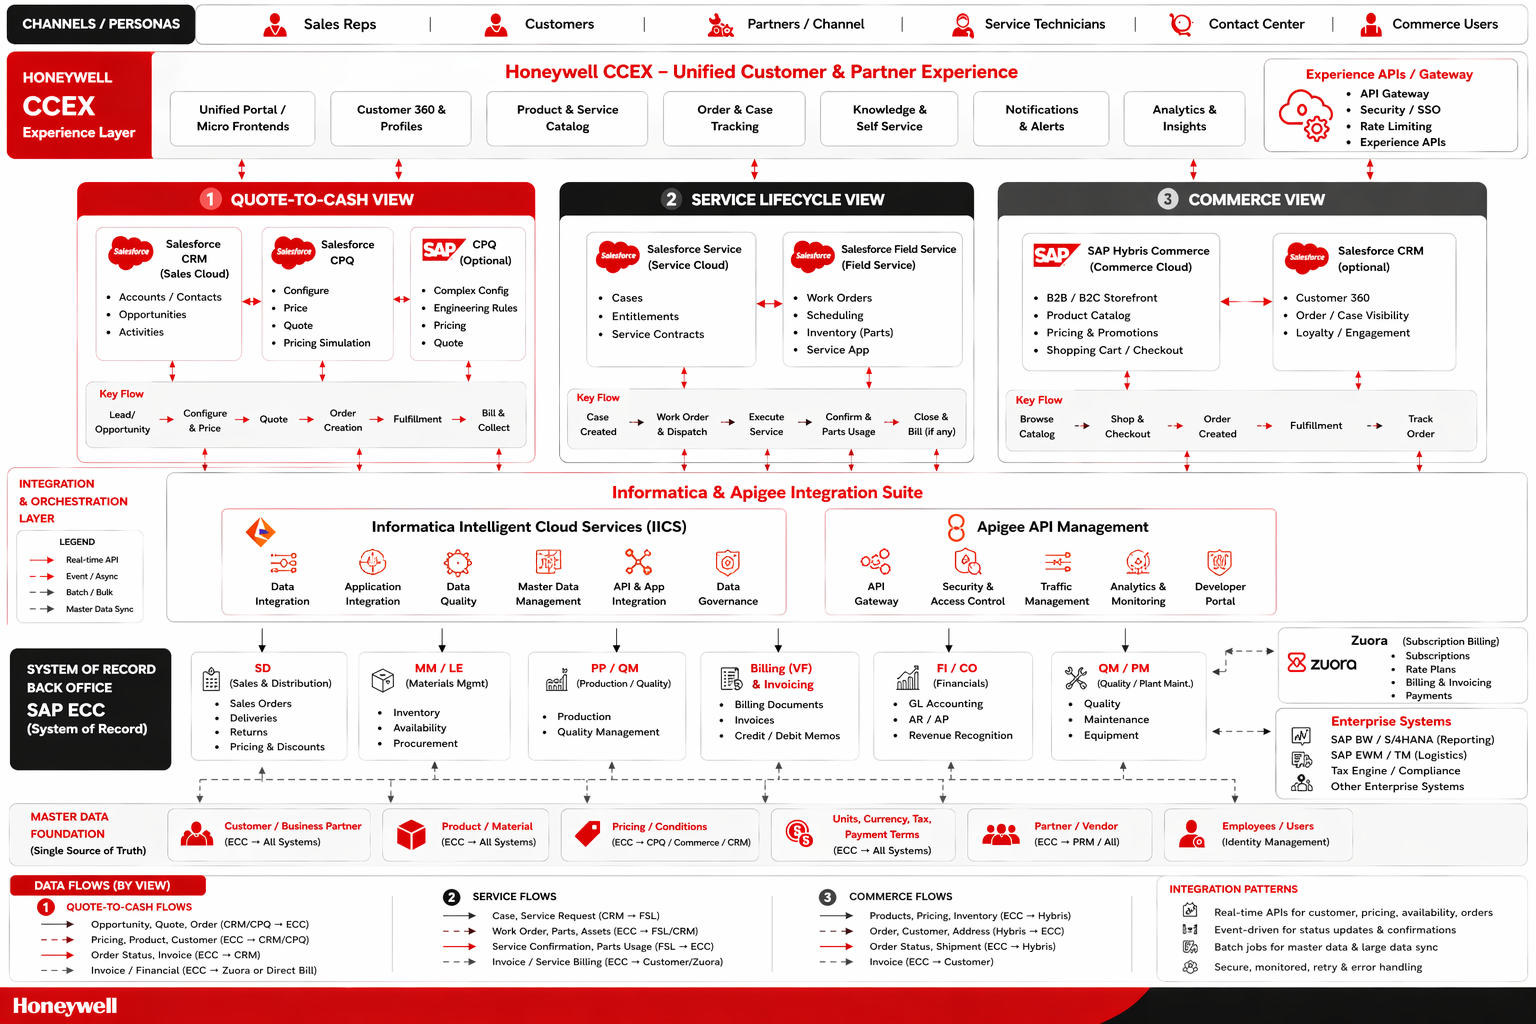 CHANNELS / PERSONAS
Sales Reps
Customers
Partners / Channel
Service Technicians
Contact Center
Commerce Users
HONEYWELL
CCEX
Experience Layer
Honeywell CCEX – Unified Customer & Partner Experience
Unified Portal /
Micro Frontends
Customer 360 &
Profiles
Product & Service
Catalog
Order & Case
Tracking
Knowledge &
Self Service
Notifications
& Alerts
Analytics &
Insights
Experience APIs / Gateway
• API Gateway
• Security / SSO
• Rate Limiting
• Experience APIs
1 QUOTE-TO-CASH VIEW
Salesforce
Salesforce
CRM
(Sales Cloud)
• Accounts / Contacts
• Opportunities
• Activities
Salesforce
Salesforce
CPQ
• Configure
• Price
• Quote
• Pricing Simulation
SAP
CPQ
(Optional)
• Complex Config
• Engineering Rules
• Pricing
• Quote
Key Flow
Lead/
Opportunity
Configure
& Price
Quote
Order
Creation
Fulfillment
Bill &
Collect
2 SERVICE LIFECYCLE VIEW
Salesforce
Salesforce Service
(Service Cloud)
• Cases
• Entitlements
• Service Contracts
Salesforce
Salesforce Field Service
(Field Service)
• Work Orders
• Scheduling
• Inventory (Parts)
• Service App
Key Flow
Case
Created
Work Order
& Dispatch
Execute
Service
Confirm &
Parts Usage
Close &
Bill (if any)
3 COMMERCE VIEW
SAP
SAP Hybris Commerce
(Commerce Cloud)
• B2B / B2C Storefront
• Product Catalog
• Pricing & Promotions
• Shopping Cart / Checkout
Salesforce
Salesforce CRM
(optional)
• Customer 360
• Order / Case Visibility
• Loyalty / Engagement
Key Flow
Browse
Catalog
Shop &
Checkout
Order
Created
Fulfillment
Track
Order
INTEGRATION
& ORCHESTRATION
LAYER
LEGEND
Real-time API
Event / Async
Batch / Bulk
Master Data Sync
Informatica & Apigee Integration Suite
Informatica Intelligent Cloud Services (IICS)
Data
Integration
Application
Integration
Data
Quality
Master Data
Management
API & App
Integration
Data
Governance
Apigee API Management
API
Gateway
Security &
Access Control
Traffic
Management
Analytics &
Monitoring
Developer
Portal
SYSTEM OF RECORD
BACK OFFICE
SAP ECC
(System of Record)
SD
(Sales & Distribution)
• Sales Orders
• Deliveries
• Returns
• Pricing & Discounts
MM / LE
(Materials Mgmt)
• Inventory
• Availability
• Procurement
PP / QM
(Production / Quality)
• Production
• Quality Management
Billing (VF)
& Invoicing
• Billing Documents
• Invoices
• Credit / Debit Memos
FI / CO
(Financials)
• GL Accounting
• AR / AP
• Revenue Recognition
QM / PM
(Quality / Plant Maint.)
• Quality
• Maintenance
• Equipment
Zuora (Subscription Billing)
zuora
• Subscriptions
• Rate Plans
• Billing & Invoicing
• Payments
Enterprise Systems
SAP BW / S/4HANA (Reporting)
SAP EWM / TM (Logistics)
Tax Engine / Compliance
Other Enterprise Systems
MASTER DATA
FOUNDATION
(Single Source of Truth)
Customer / Business Partner
(ECC → All Systems)
Product / Material
(ECC → All Systems)
Pricing / Conditions
(ECC → CPQ / Commerce / CRM)
Units, Currency, Tax,
Payment Terms
(ECC → All Systems)
Partner / Vendor
(ECC → PRM / All)
Employees / Users
(Identity Management)
DATA FLOWS (BY VIEW)
1 QUOTE-TO-CASH FLOWS
Opportunity, Quote, Order (CRM/CPQ → ECC)
Pricing, Product, Customer (ECC → CRM/CPQ)
Order Status, Invoice (ECC → CRM)
Invoice / Financial (ECC → Zuora or Direct Bill)
2 SERVICE FLOWS
Case, Service Request (CRM → FSL)
Work Order, Parts, Assets (ECC → FSL/CRM)
Service Confirmation, Parts Usage (FSL → ECC)
Invoice / Service Billing (ECC → Customer/Zuora)
3 COMMERCE FLOWS
Products, Pricing, Inventory (ECC → Hybris)
Order, Customer, Address (Hybris → ECC)
Order Status, Shipment (ECC → Hybris)
Invoice (ECC → Customer)
INTEGRATION PATTERNS
Real-time APIs for customer, pricing, availability, orders
Event-driven for status updates & confirmations
Batch jobs for master data & large data sync
Secure, monitored, retry & error handling
Honeywell